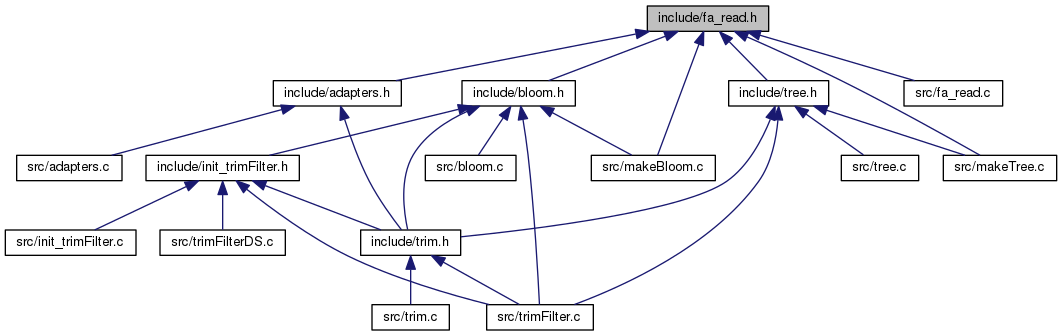 include/fa_read.h
include/adapters.h
include/bloom.h
include/tree.h
src/fa_read.c
src/adapters.c
include/init_trimFilter.h
src/bloom.c
src/makeBloom.c
src/tree.c
src/makeTree.c
src/init_trimFilter.c
src/trimFilterDS.c
include/trim.h
src/trim.c
src/trimFilter.c